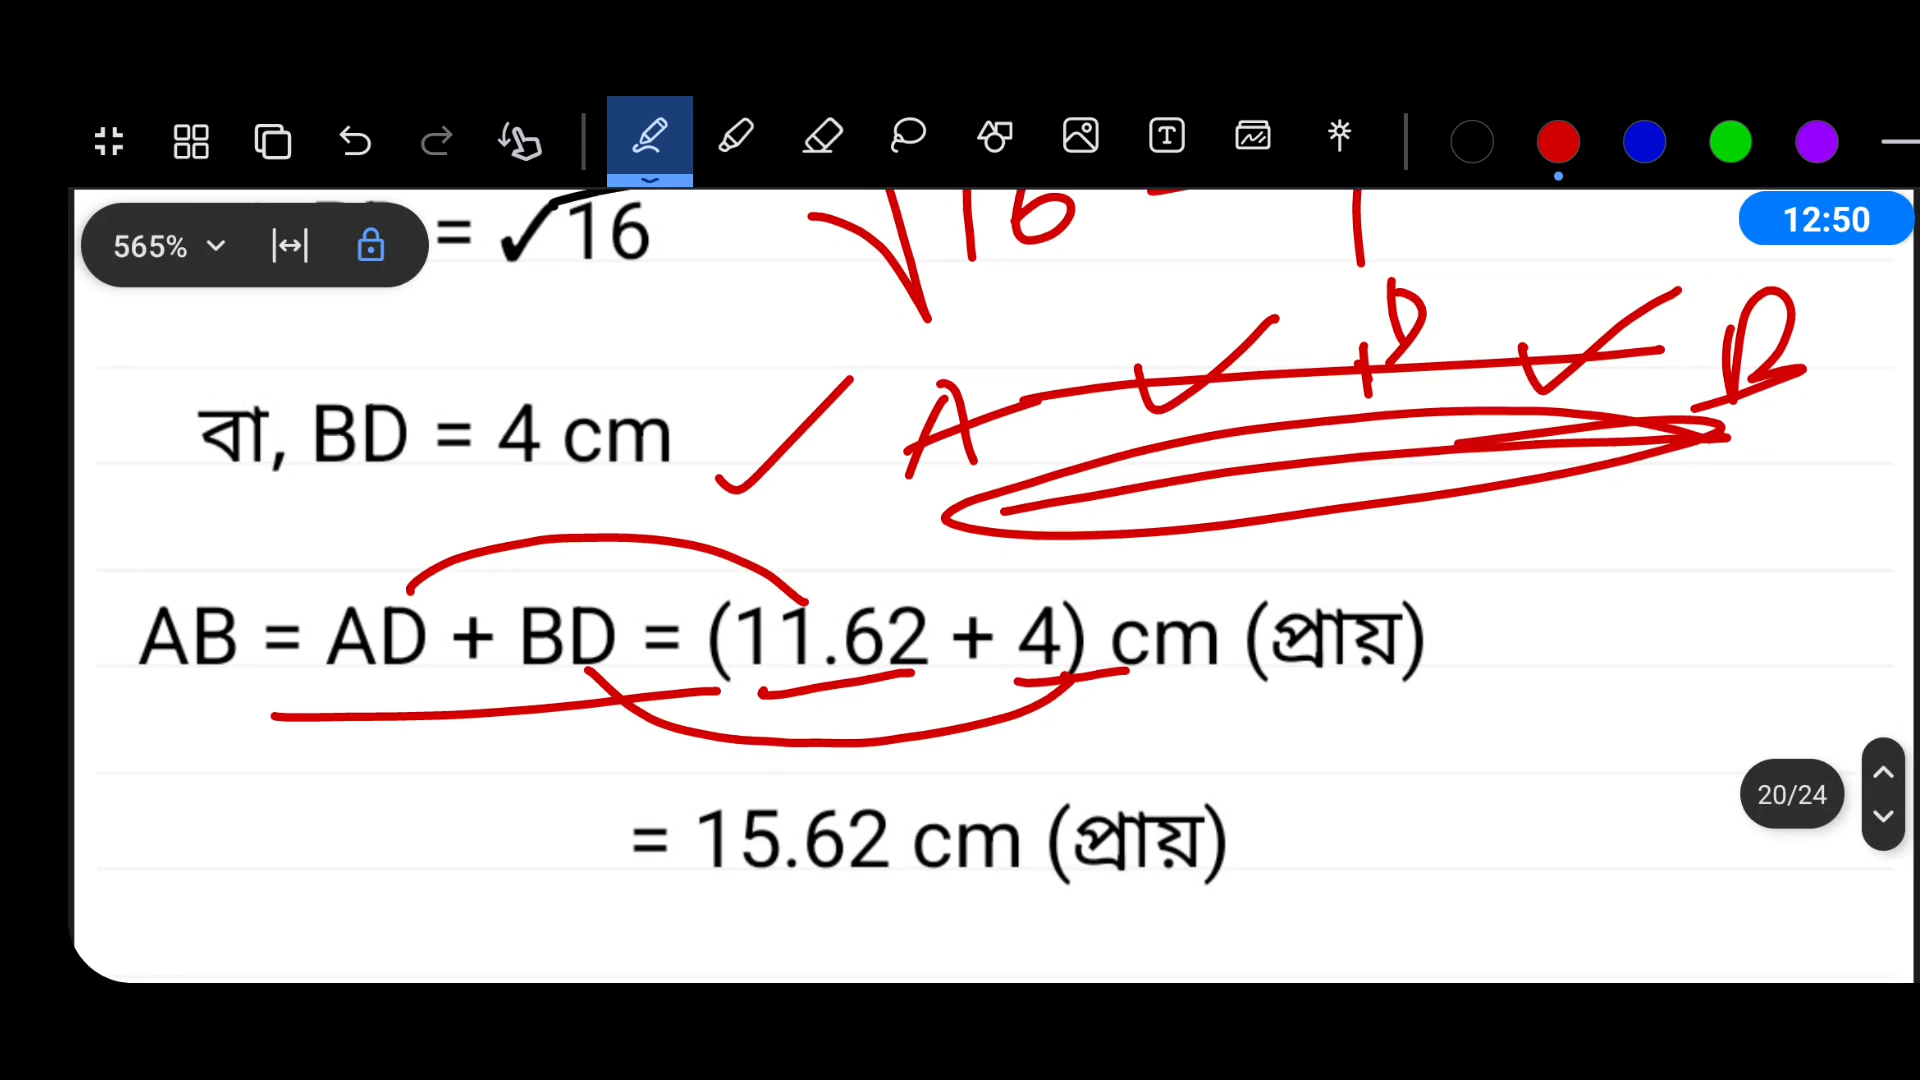 565%
12:50
= √16
√16 =
বা, BD = 4 cm
A D B
AB = AD + BD = (11.62 + 4) cm (প্রায়)
= 15.62 cm (প্রায়)
20/24